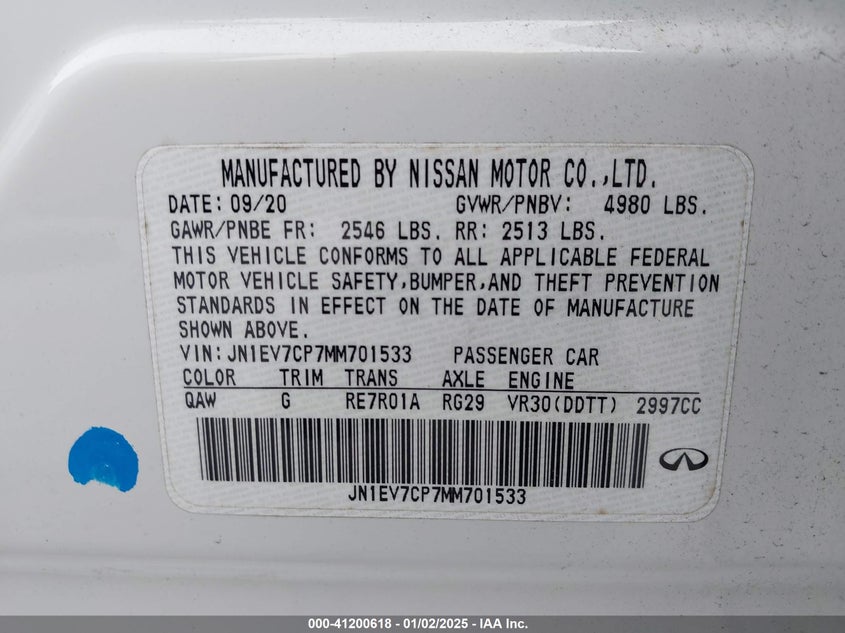 MANUFACTURED BY NISSAN MOTOR CO.,LTD.
DATE: 09/20 GVWR/PNBV: 4980 LBS.
GAWR/PNBE FR: 2546 LBS. RR: 2513 LBS.
THIS VEHICLE CONFORMS TO ALL APPLICABLE FEDERAL
MOTOR VEHICLE SAFETY,BUMPER,AND THEFT PREVENTION
STANDARDS IN EFFECT ON THE DATE OF MANUFACTURE
SHOWN ABOVE.
VIN:JN1EV7CP7MM701533 PASSENGER CAR
COLOR TRIM TRANS AXLE ENGINE
QAW G RE7R01A RG29 VR30(DDTT) 2997CC
JN1EV7CP7MM701533
000-41200618 - 01/02/2025 - IAA Inc.